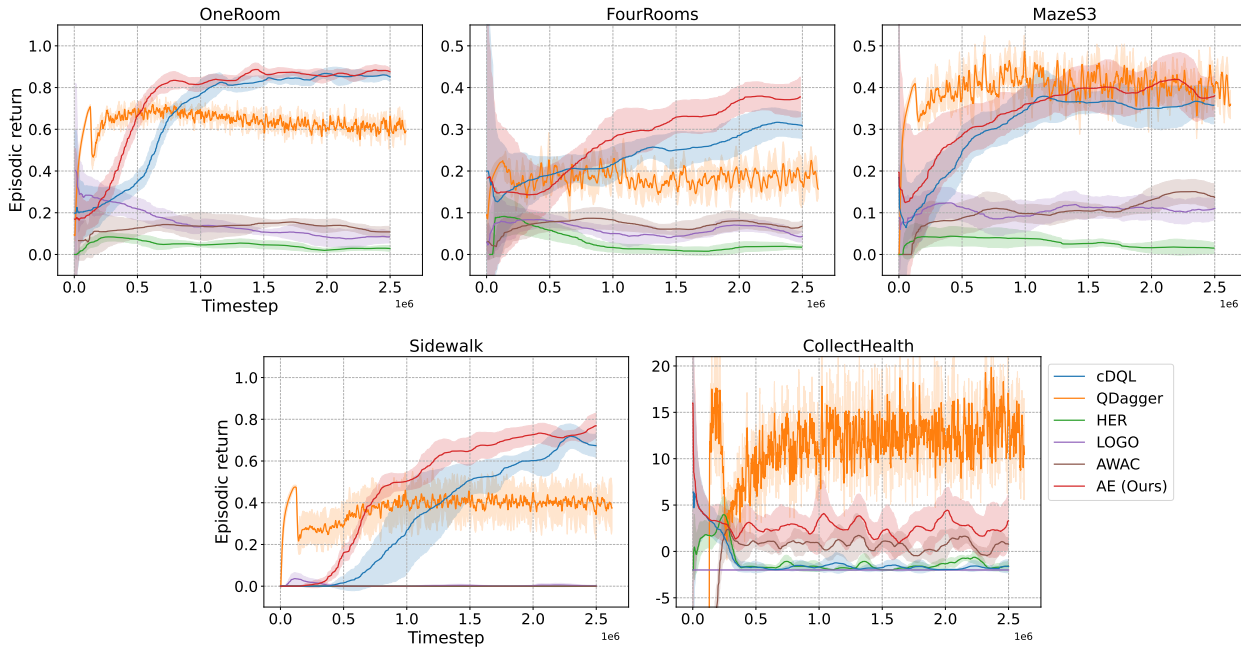 OneRoom
FourRooms
MazeS3
Episodic return
1.0
0.8
0.6
0.4
0.2
0.0
0.5
0.4
0.3
0.2
0.1
0.0
0.5
0.4
0.3
0.2
0.1
0.0
0.0 0.5 1.0 1.5 2.0 2.5
0.0 0.5 1.0 1.5 2.0 2.5
0.0 0.5 1.0 1.5 2.0 2.5
Timestep
1e6
1e6
1e6
Sidewalk
CollectHealth
Episodic return
1.0
0.8
0.6
0.4
0.2
0.0
20
15
10
5
0
-5
0.0 0.5 1.0 1.5 2.0 2.5
0.0 0.5 1.0 1.5 2.0 2.5
Timestep
1e6
1e6
cDQL
QDagger
HER
LOGO
AWAC
AE (Ours)